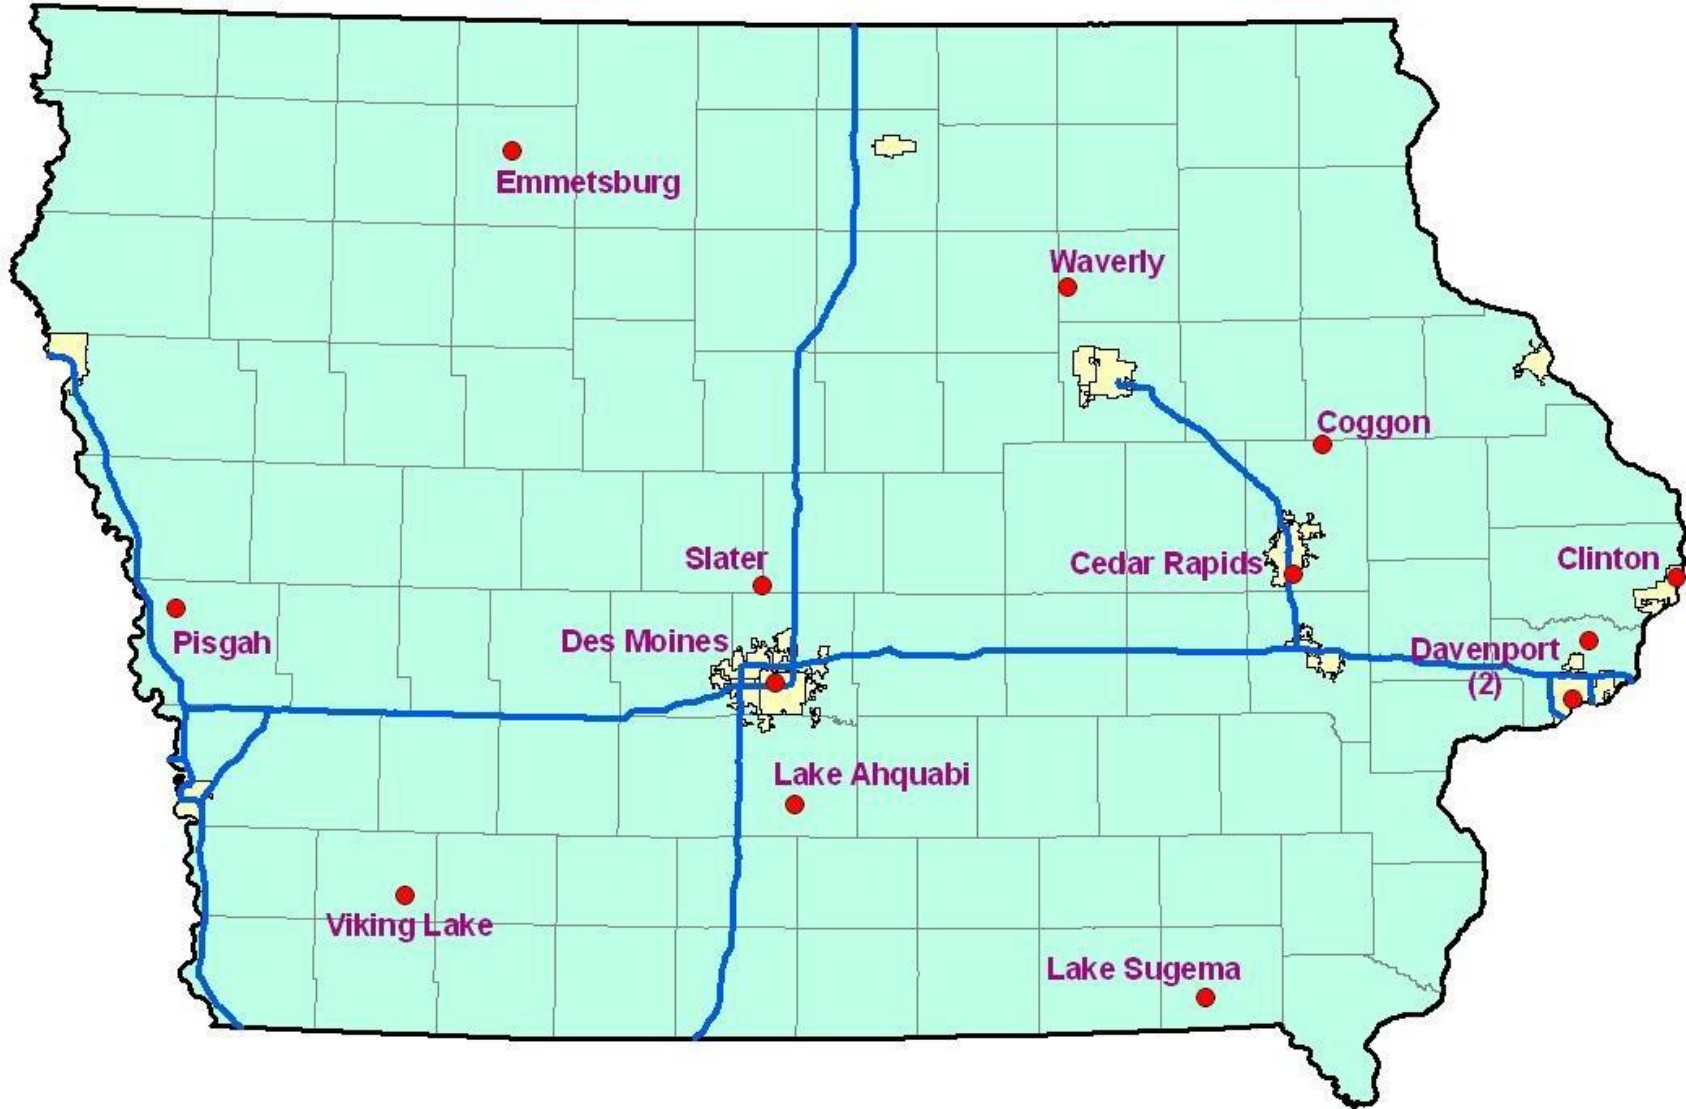 Emmetsburg
Waverly
Coggon
Slater
Cedar Rapids
Clinton
Pisgah
Des Moines
Davenport
(2)
Lake Ahquabi
Viking Lake
Lake Sugema